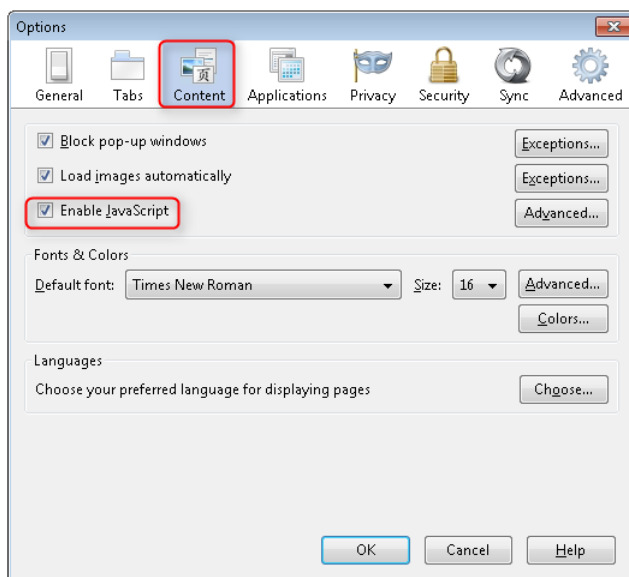 Options
General Tabs Content Applications Privacy Security Sync Advanced
页
Block pop-up windows Exceptions...
Load images automatically Exceptions...
Enable JavaScript Advanced...
Fonts & Colors
Default font: Times New Roman Size: 16 Advanced...
Colors...
Languages
Choose your preferred language for displaying pages Choose...
OK Cancel Help